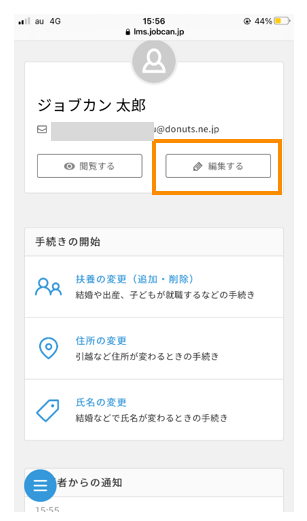 au 4G 15:56 44%
lms.jobcan.jp
ジョブカン 太郎
u@donuts.ne.jp
閲覧する
編集する
手続きの開始
扶養の変更（追加・削除）
結婚や出産、子どもが就職するなどの手続き
住所の変更
引越など住所が変わるときの手続き
氏名の変更
結婚などで氏名が変わるときの手続き
者からの通知
15:55